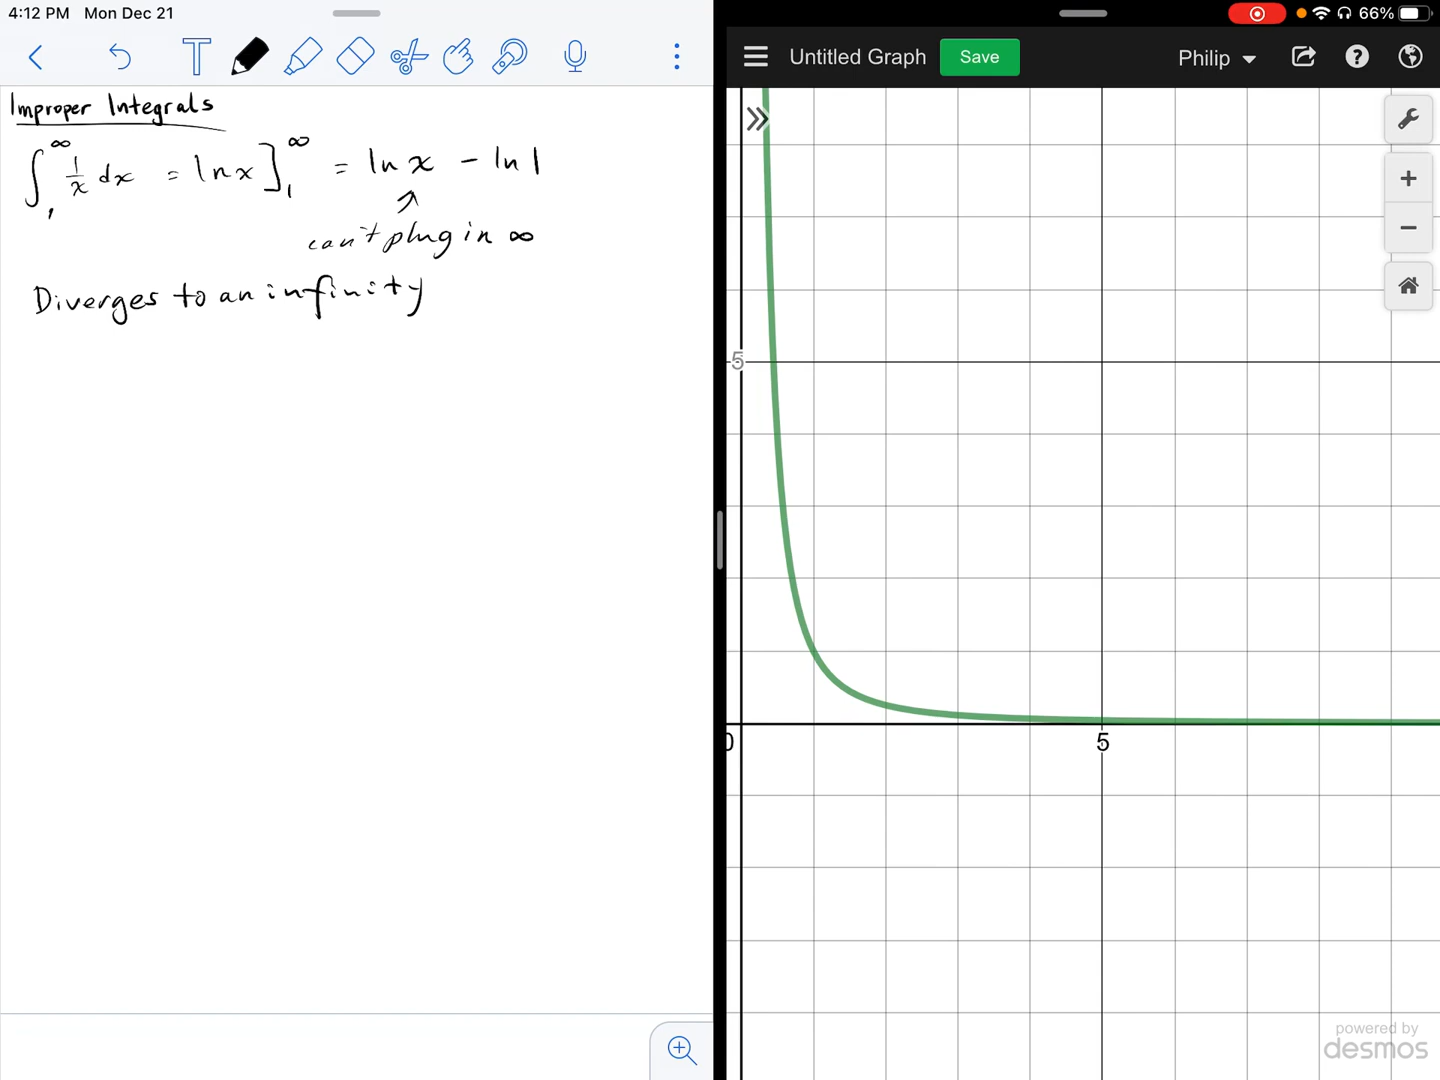 4:12 PM Mon Dec 21
66%
Untitled Graph Save Philip
Improper Integrals
∫₁^∞ 1/x dx = ln x ]₁^∞ = ln x - ln 1
can't plug in ∞
Diverges to an infinity
5
0 5
powered by
desmos